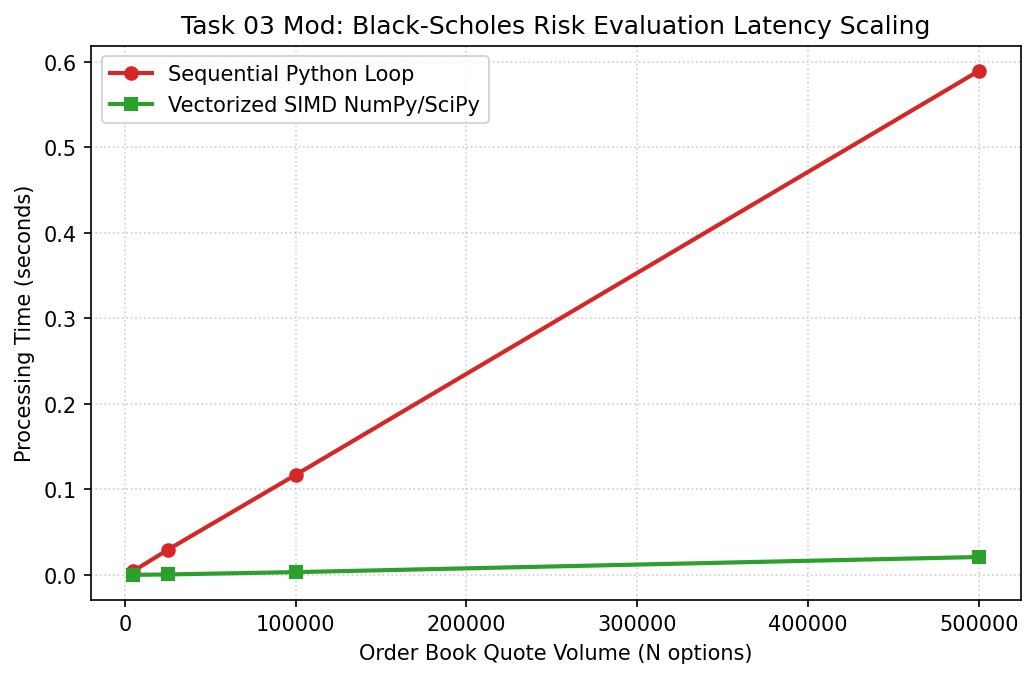 Task 03 Mod: Black-Scholes Risk Evaluation Latency Scaling
Sequential Python Loop
Vectorized SIMD NumPy/SciPy
Processing Time (seconds)
0.6
0.5
0.4
0.3
0.2
0.1
0.0
0
100000
200000
300000
400000
500000
Order Book Quote Volume (N options)